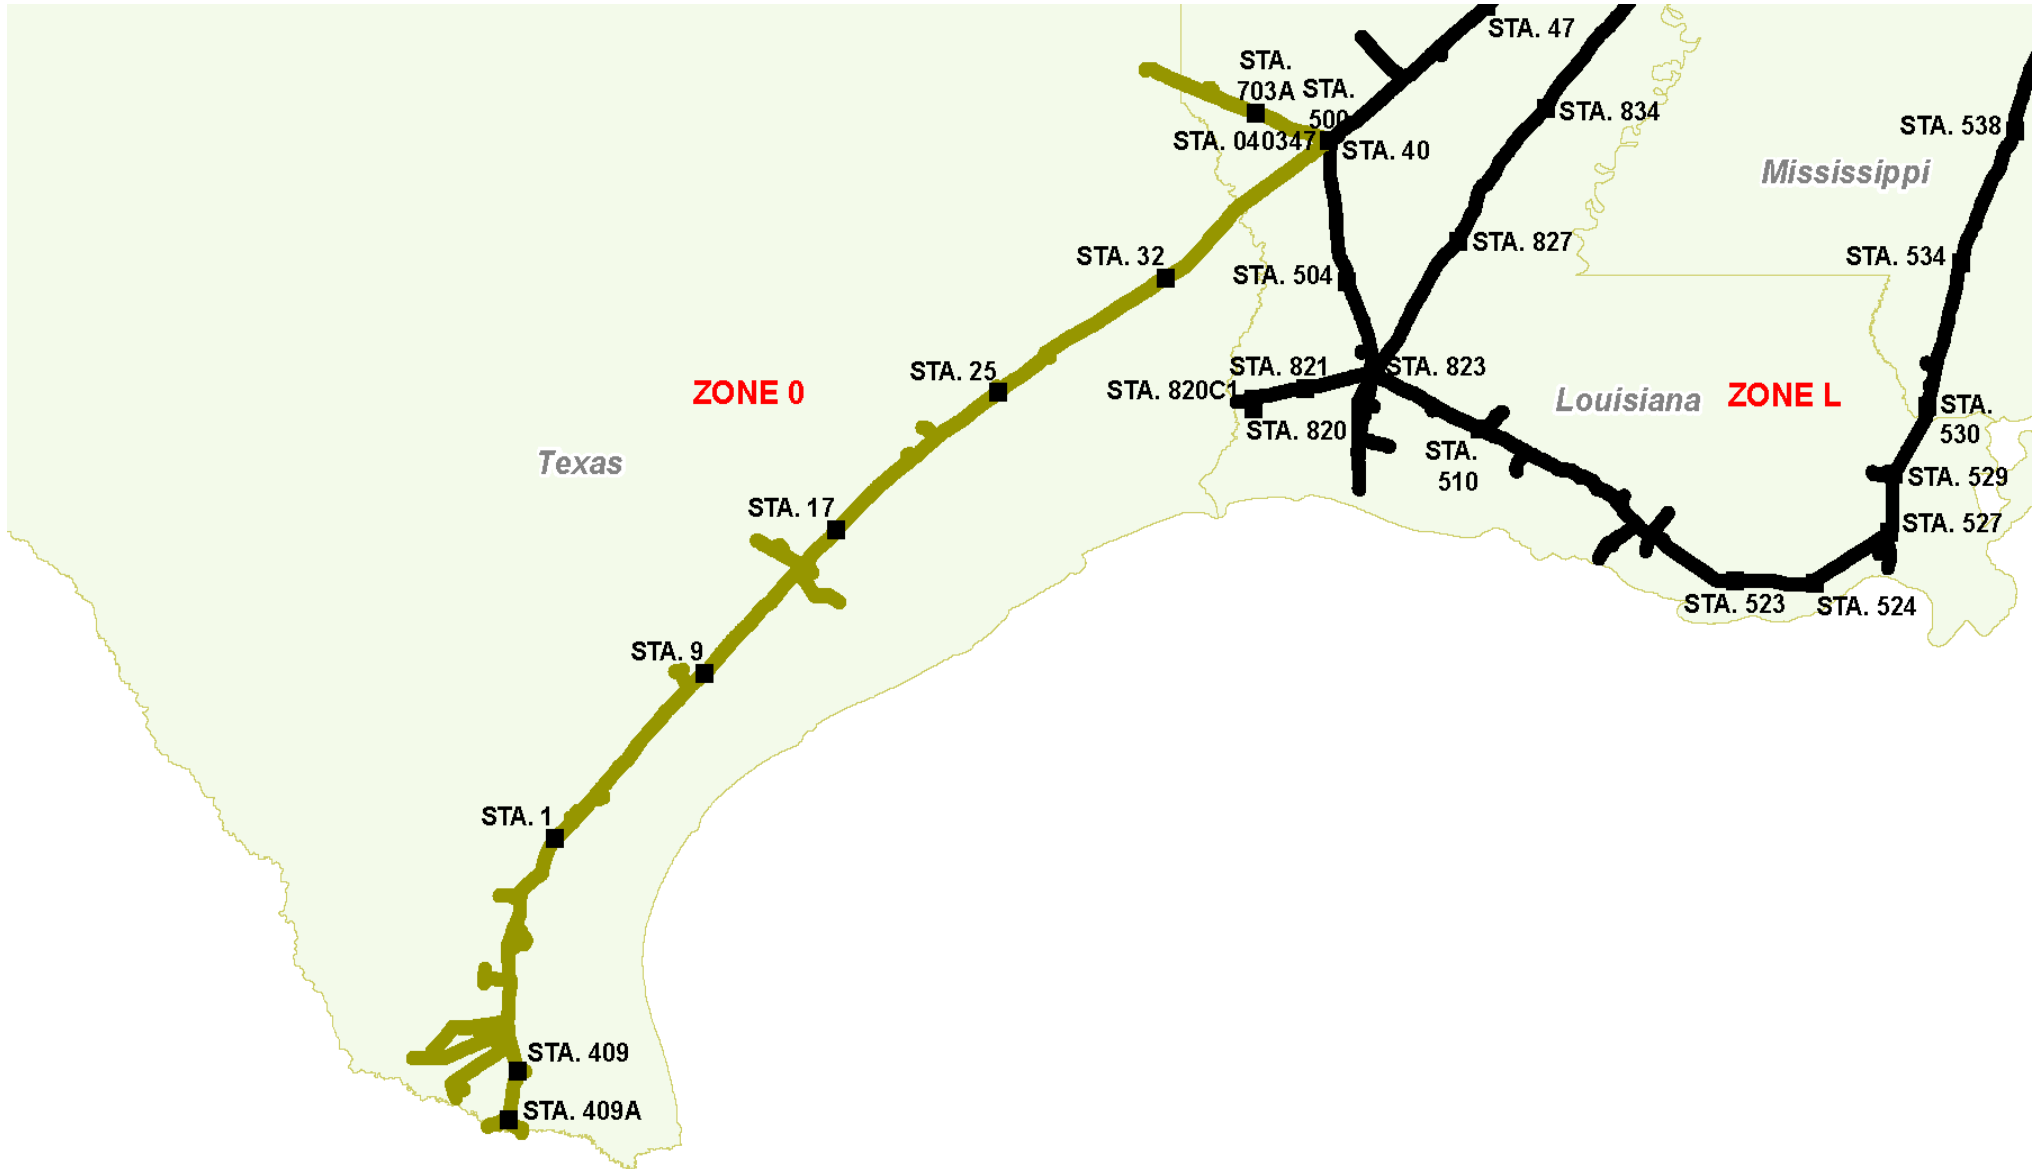 STA. 47
STA.
703A
STA.
500
STA. 834
STA. 538
STA. 040347
STA. 40
Mississippi
STA. 827
STA. 32
STA. 504
STA. 534
STA. 821
STA. 823
STA. 25
STA. 820C1
ZONE 0
Louisiana
ZONE L
STA.
530
STA. 820
STA.
510
Texas
STA. 529
STA. 17
STA. 527
STA. 523
STA. 524
STA. 9
STA. 1
STA. 409
STA. 409A